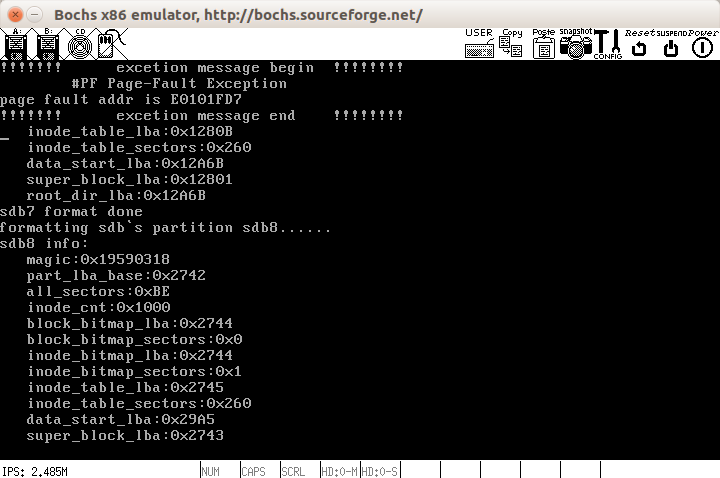 Bochs x86 emulator, http://bochs.sourceforge.net/
A: B: CD USER Copy Paste snapshot CONFIG Reset SUSPEND Power
!!!!!!!      excetion message begin  !!!!!!!!
#PF Page-Fault Exception
page fault addr is E0101FD7
!!!!!!!      excetion message end    !!!!!!!!
_  inode_table_lba:0x1280B
inode_table_sectors:0x260
data_start_lba:0x12A6B
super_block_lba:0x12801
root_dir_lba:0x12A6B
sdb7 format done
formatting sdb`s partition sdb8......
sdb8 info:
magic:0x19590318
part_lba_base:0x2742
all_sectors:0xBE
inode_cnt:0x1000
block_bitmap_lba:0x2744
block_bitmap_sectors:0x0
inode_bitmap_lba:0x2744
inode_bitmap_sectors:0x1
inode_table_lba:0x2745
inode_table_sectors:0x260
data_start_lba:0x29A5
super_block_lba:0x2743
IPS: 2.485M NUM CAPS SCRL HD:0-M HD:0-S